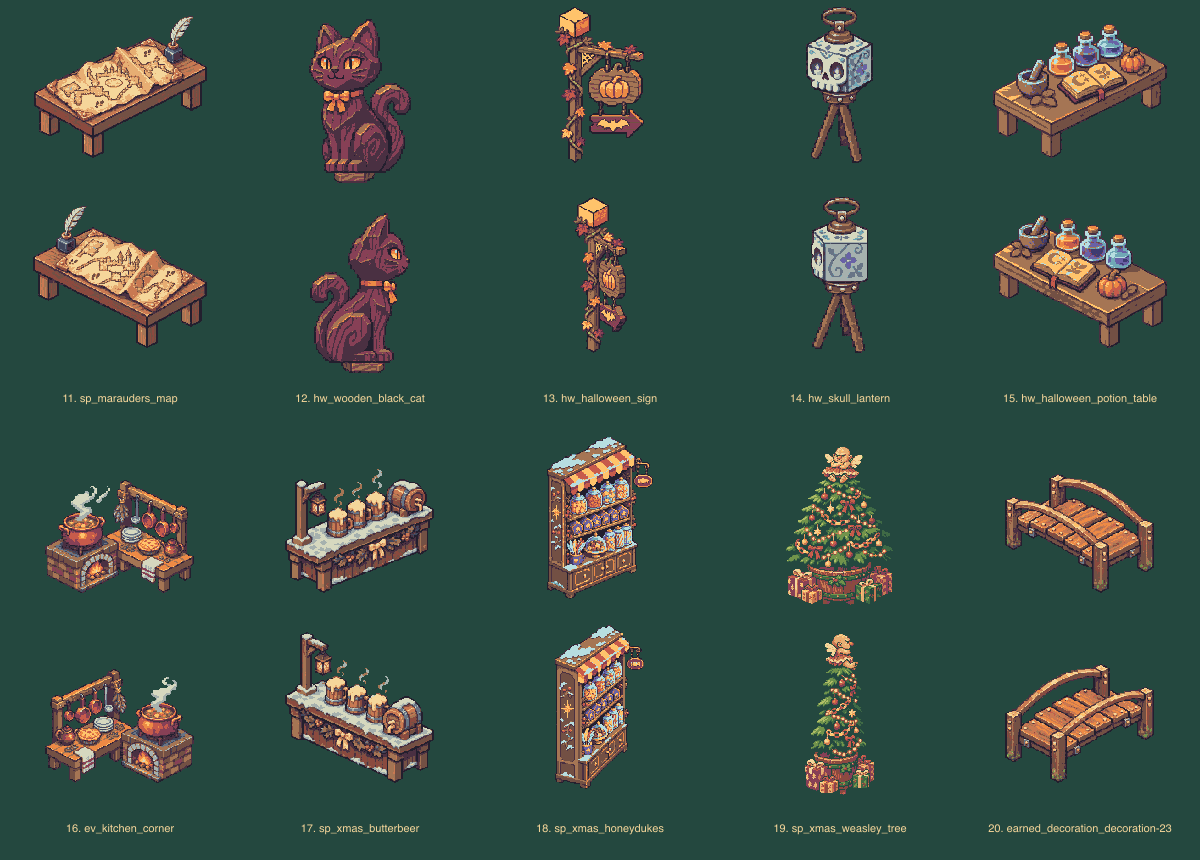 11. sp_marauders_map
12. hw_wooden_black_cat
13. hw_halloween_sign
14. hw_skull_lantern
15. hw_halloween_potion_table
16. ev_kitchen_corner
17. sp_xmas_butterbeer
18. sp_xmas_honeydukes
19. sp_xmas_weasley_tree
20. earned_decoration_decoration-23